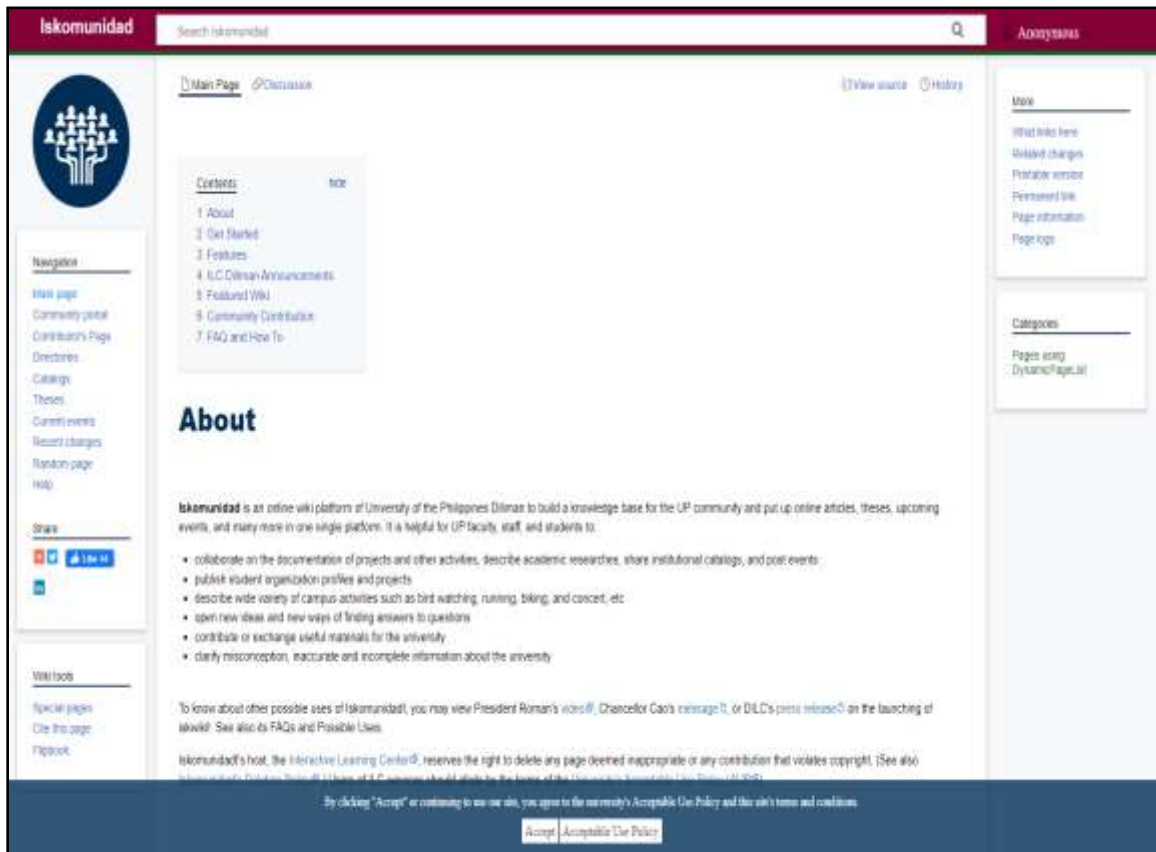 Iskomunidad
Search Iskomunidad
Anonymous
Main Page Discussion
View source History
Contents hide
1 About
2 Get Started
3 Features
4 ILC Diliman Announcements
5 Featured Wiki
6 Community Contribution
7 FAQ and How To
Navigation
Main page
Community portal
Contributor's Page
Directories
Catalogs
Theses
Current events
Recent changes
Random page
Help
Share
Like
in
Wiki tools
Special pages
Cite this page
Flipbook
About
Iskomunidad is an online wiki platform of University of the Philippines Diliman to build a knowledge base for the UP community and put up online articles, theses, upcoming
events, and many more in one single platform. It is helpful for UP faculty, staff, and students to:
• collaborate on the documentation of projects and other activities, describe academic researches, share institutional catalogs, and post events
• publish student organization profiles and projects
• describe wide variety of campus activities such as bird watching, running, biking, and concert, etc
• open new ideas and new ways of finding answers to questions
• contribute or exchange useful materials for the university
• clarify misconception, inaccurate and incomplete information about the university
To know about other possible uses of Iskomunidad!, you may view President Roman's video, Chancellor Cao's message, or DILC's press release on the launching of
iskwiki!. See also its FAQs and Possible Uses.
Iskomunidad!'s host, the Interactive Learning Center, reserves the right to delete any page deemed inappropriate or any contribution that violates copyright. (See also
More
What links here
Related changes
Printable version
Permanent link
Page information
Page logs
Categories
Pages using
DynamicPageList
By clicking "Accept" or continuing to use our site, you agree to the university's Acceptable Use Policy and this site's terms and conditions
Accept Acceptable Use Policy